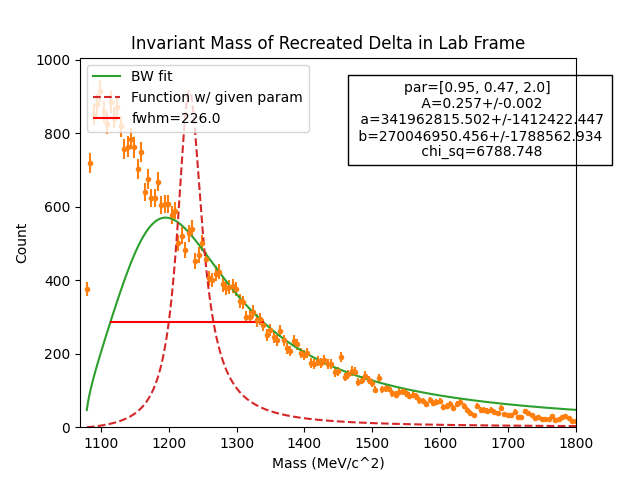 Invariant Mass of Recreated Delta in Lab Frame
BW fit
Function w/ given param
fwhm=226.0
par=[0.95, 0.47, 2.0]
A=0.257+/-0.002
a=341962815.502+/-1412422.447
b=270046950.456+/-1788562.934
chi_sq=6788.748
Count
1000
800
600
400
200
0
1100 1200 1300 1400 1500 1600 1700 1800
Mass (MeV/c^2)